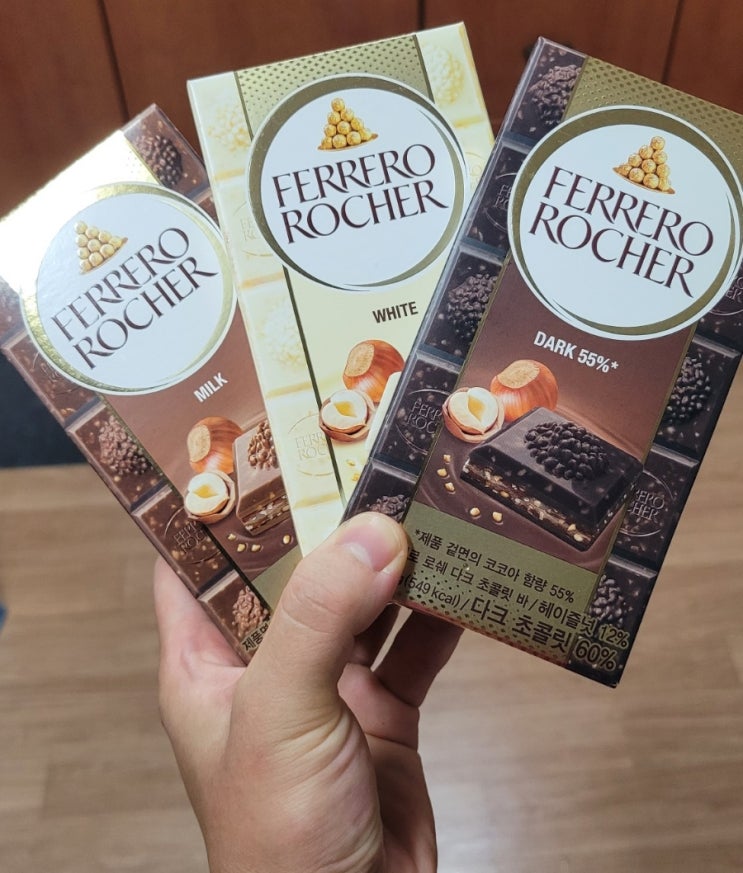 FERRERO
ROCHER
MILK
FERRERO
ROCHER
WHITE
FERRERO
ROCHER
DARK 55%*
*제품 겉면의 코코아 함량 55%
로쉐 다크 초콜릿 바 / 헤이즐넛 12%
(549 kcal) / 다크 초콜릿 60%